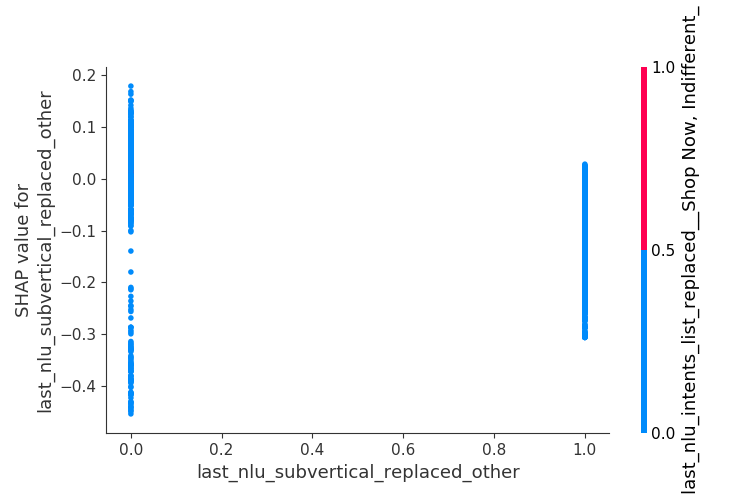 SHAP value for
last_nlu_subvertical_replaced_other
0.2
0.1
0.0
−0.1
−0.2
−0.3
−0.4
0.0 0.2 0.4 0.6 0.8 1.0
last_nlu_subvertical_replaced_other
1.0
0.5
0.0
last_nlu_intents_list_replaced__Shop Now, Indifferent_